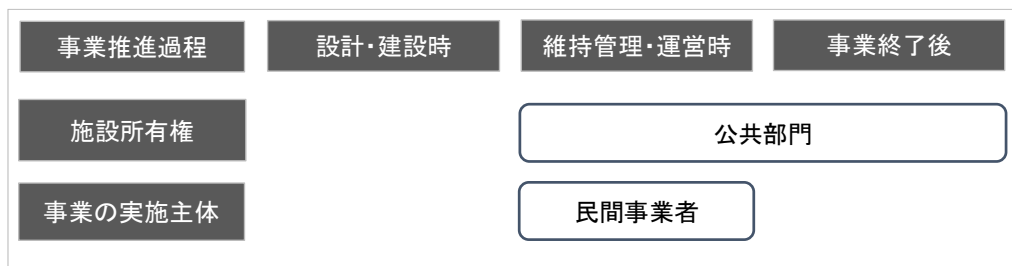 事業推進過程 設計・建設時 維持管理・運営時 事業終了後
施設所有権 公共部門
事業の実施主体 民間事業者